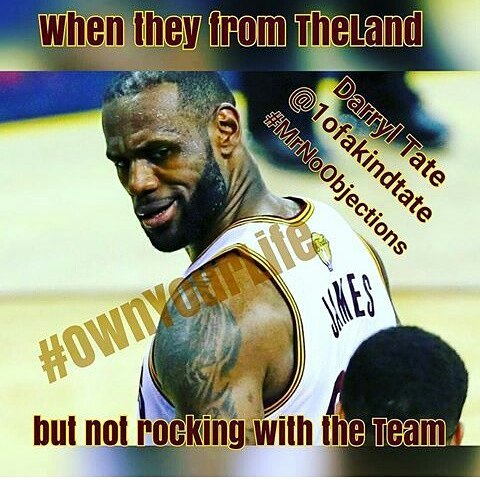 When they from TheLand
Darryl Tate
@1ofakindtate
#MrNoObjections
#OwnYourLife
JAMES
but not rocking with the Team